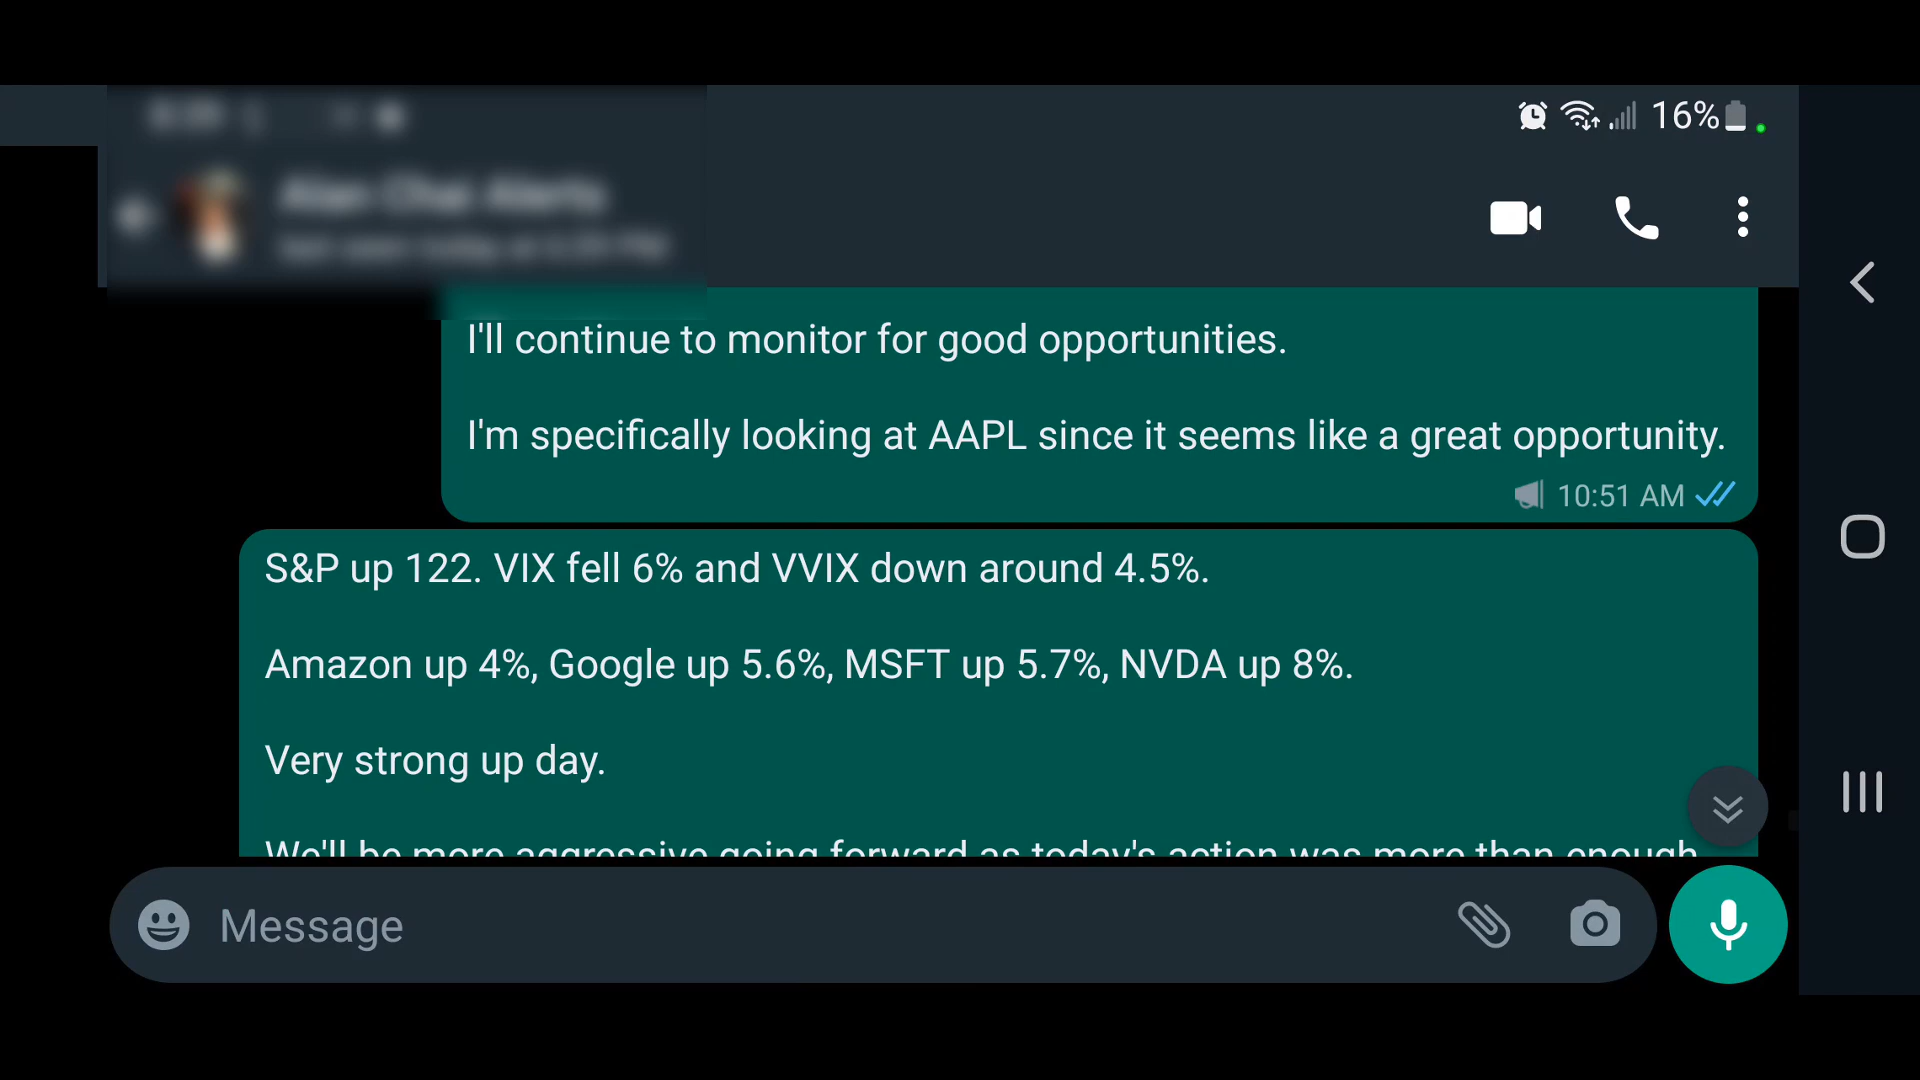 16%
I'll continue to monitor for good opportunities.
I'm specifically looking at AAPL since it seems like a great opportunity.
10:51 AM
S&P up 122. VIX fell 6% and VVIX down around 4.5%.
Amazon up 4%, Google up 5.6%, MSFT up 5.7%, NVDA up 8%.
Very strong up day.
We'll be more aggressive going forward as today's action was more than enough
Message